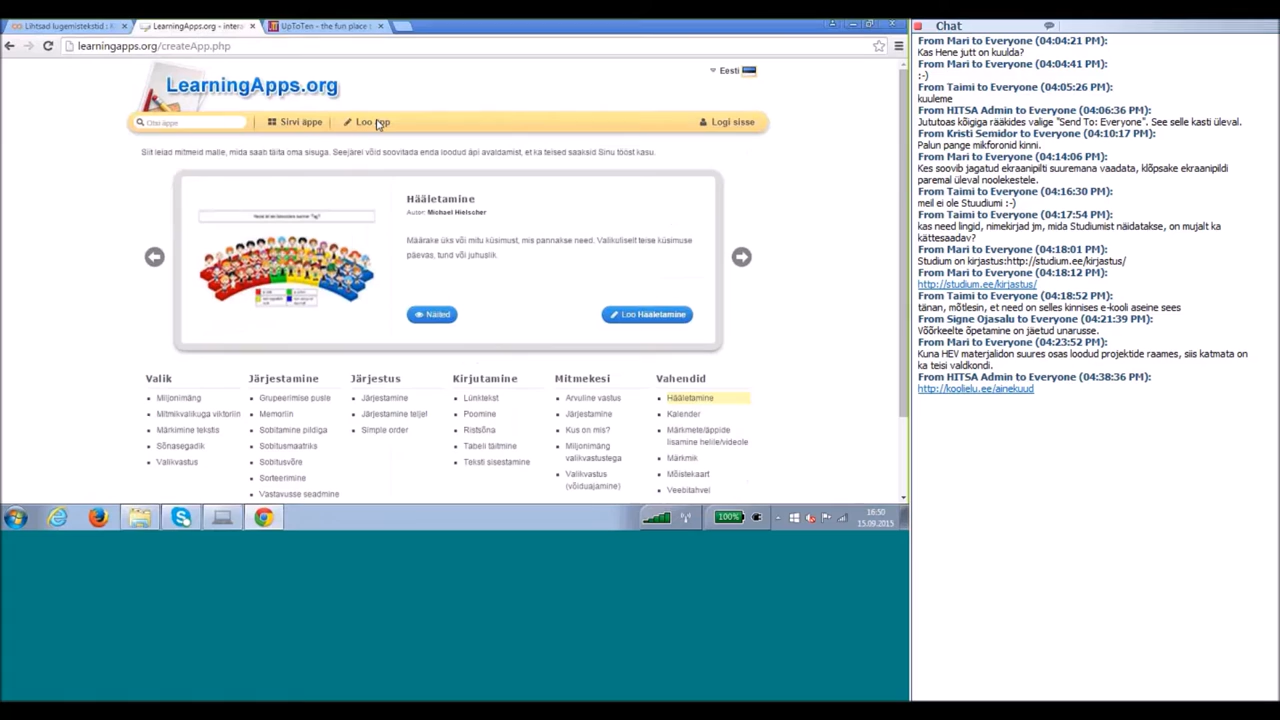 Lihtsad lugemistekstid : K
LearningApps.org - intera
UpToTen - the fun place t
learningapps.org/createApp.php
Eesti
LearningApps.org
Otsi äppe
Sirvi äppe
Loo äpp
Logi sisse
Siit leiad mitmeid malle, mida saab täita oma sisuga. Seejärel võid soovitada enda loodud äpi avaldamist, et ka teised saaksid Sinu tööst kasu.
Hääletamine
Autor: Michael Hielscher
Määrake üks või mitu küsimust, mis pannakse need. Valikuliselt teise küsimuse
päevas, tund või juhuslik.
Näited
Loo Hääletamine
Valik
Miljonimäng
Mitmikvalikuga viktoriin
Märkimine tekstis
Sõnasegadik
Valikvastus
Järjestamine
Grupeerimise pusle
Memoriin
Sobitamine pildiga
Sobitusmaatriks
Sobitusvõre
Sorteerimine
Vastavusse seadmine
Järjestus
Järjestamine
Järjestamine teljel
Simple order
Kirjutamine
Lünktekst
Poomine
Ristsõna
Tabeli täitmine
Teksti sisestamine
Mitmekesi
Arvuline vastus
Järjestamine
Kus on mis?
Miljonimäng
valikvastustega
Valikvastus
(võiduajamine)
Vahendid
Hääletamine
Kalender
Märkmete/äppide
lisamine helile/videole
Märkmik
Mõistekaart
Veebitahvel
100%
16:50
15.09.2015
Chat
From Mari to Everyone (04:04:21 PM):
Kas Hene jutt on kuulda?
From Mari to Everyone (04:04:41 PM):
:-)
From Taimi to Everyone (04:05:26 PM):
kuuleme
From HITSA Admin to Everyone (04:06:36 PM):
Jututoas kõigiga rääkides valige "Send To: Everyone". See selle kasti üleval.
From Kristi Semidor to Everyone (04:10:17 PM):
Palun pange mikforonid kinni.
From Mari to Everyone (04:14:06 PM):
Kes soovib jagatud ekraanipilti suuremana vaadata, klõpsake ekraanipildi
paremal üleval noolekestele.
From Taimi to Everyone (04:16:30 PM):
meil ei ole Stuudiumi :-)
From Taimi to Everyone (04:17:54 PM):
kas need lingid, nimekirjad jm, mida Studiumist näidatakse, on mujalt ka
kättesaadav?
From Mari to Everyone (04:18:01 PM):
Studium on kirjastus:http://studium.ee/kirjastus/
From Mari to Everyone (04:18:12 PM):
http://studium.ee/kirjastus/
From Taimi to Everyone (04:18:52 PM):
tänan, mõtlesin, et need on selles kinnises e-kooli aseine sees
From Signe Ojasalu to Everyone (04:21:39 PM):
Võõrkeelte õpetamine on jäetud unarusse.
From Mari to Everyone (04:23:52 PM):
Kuna HEV materjalidon suures osas loodud projektide raames, siis katmata on
ka teisi valdkondi.
From HITSA Admin to Everyone (04:38:36 PM):
http://koolielu.ee/ainekuud